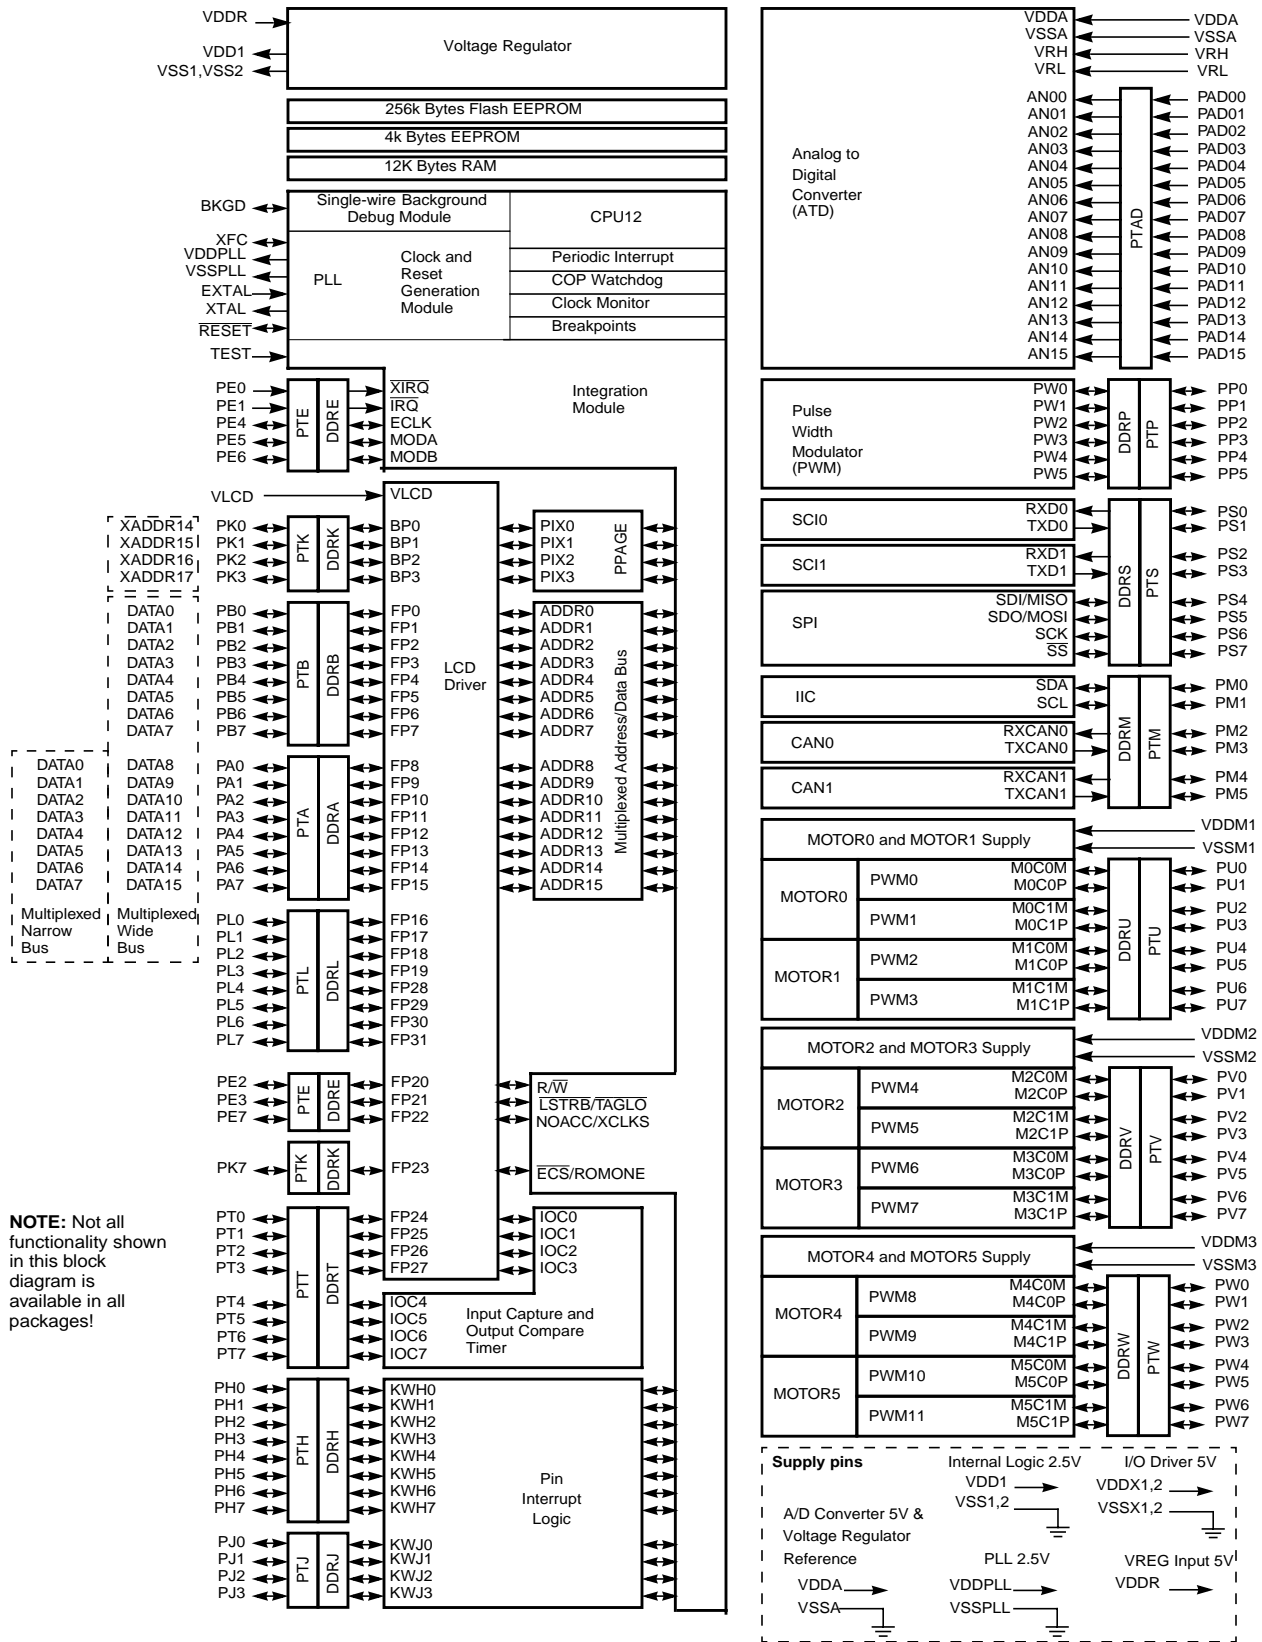 VDDR
VDD1
VSS1,VSS2
Voltage Regulator
256k Bytes Flash EEPROM
4k Bytes EEPROM
12K Bytes RAM
BKGD
Single-wire Background
Debug Module
CPU12
XFC
VDDPLL
VSSPLL
EXTAL
XTAL
RESET
TEST
PLL
Clock and
Reset
Generation
Module
Periodic Interrupt
COP Watchdog
Clock Monitor
Breakpoints
Integration
Module
PE0
PE1
PE4
PE5
PE6
PTE
DDRE
XIRQ
IRQ
ECLK
MODA
MODB
VLCD
VLCD
XADDR14
XADDR15
XADDR16
XADDR17
PK0
PK1
PK2
PK3
PTK
DDRK
BP0
BP1
BP2
BP3
PIX0
PIX1
PIX2
PIX3
PPAGE
DATA0
DATA1
DATA2
DATA3
DATA4
DATA5
DATA6
DATA7
PB0
PB1
PB2
PB3
PB4
PB5
PB6
PB7
PTB
DDRB
FP0
FP1
FP2
FP3
FP4
FP5
FP6
FP7
LCD
Driver
ADDR0
ADDR1
ADDR2
ADDR3
ADDR4
ADDR5
ADDR6
ADDR7
Multiplexed Address/Data Bus
DATA0
DATA1
DATA2
DATA3
DATA4
DATA5
DATA6
DATA7
Multiplexed
Narrow
Bus
DATA8
DATA9
DATA10
DATA11
DATA12
DATA13
DATA14
DATA15
Multiplexed
Wide
Bus
PA0
PA1
PA2
PA3
PA4
PA5
PA6
PA7
PTA
DDRA
FP8
FP9
FP10
FP11
FP12
FP13
FP14
FP15
ADDR8
ADDR9
ADDR10
ADDR11
ADDR12
ADDR13
ADDR14
ADDR15
PL0
PL1
PL2
PL3
PL4
PL5
PL6
PL7
PTL
DDRL
FP16
FP17
FP18
FP19
FP28
FP29
FP30
FP31
PE2
PE3
PE7
PTE
DDRE
FP20
FP21
FP22
R/W
LSTRB/TAGLO
NOACC/XCLKS
PK7
PTK
DDRK
FP23
ECS/ROMONE
NOTE: Not all
functionality shown
in this block
diagram is
available in all
packages!
PT0
PT1
PT2
PT3
PT4
PT5
PT6
PT7
PTT
DDRT
FP24
FP25
FP26
FP27
IOC0
IOC1
IOC2
IOC3
IOC4
IOC5
IOC6
IOC7
Input Capture and
Output Compare
Timer
PH0
PH1
PH2
PH3
PH4
PH5
PH6
PH7
PTH
DDRH
KWH0
KWH1
KWH2
KWH3
KWH4
KWH5
KWH6
KWH7
Pin
Interrupt
Logic
PJ0
PJ1
PJ2
PJ3
PTJ
DDRJ
KWJ0
KWJ1
KWJ2
KWJ3
Analog to
Digital
Converter
(ATD)
VDDA
VSSA
VRH
VRL
VDDA
VSSA
VRH
VRL
AN00
AN01
AN02
AN03
AN04
AN05
AN06
AN07
AN08
AN09
AN10
AN11
AN12
AN13
AN14
AN15
PTAD
PAD00
PAD01
PAD02
PAD03
PAD04
PAD05
PAD06
PAD07
PAD08
PAD09
PAD10
PAD11
PAD12
PAD13
PAD14
PAD15
Pulse
Width
Modulator
(PWM)
PW0
PW1
PW2
PW3
PW4
PW5
DDRP
PTP
PP0
PP1
PP2
PP3
PP4
PP5
SCI0
RXD0
TXD0
SCI1
RXD1
TXD1
SPI
SDI/MISO
SDO/MOSI
SCK
SS
DDRS
PTS
PS0
PS1
PS2
PS3
PS4
PS5
PS6
PS7
IIC
SDA
SCL
CAN0
RXCAN0
TXCAN0
CAN1
RXCAN1
TXCAN1
DDRM
PTM
PM0
PM1
PM2
PM3
PM4
PM5
MOTOR0 and MOTOR1 Supply
VDDM1
VSSM1
MOTOR0
MOTOR1
PWM0
PWM1
PWM2
PWM3
M0C0M
M0C0P
M0C1M
M0C1P
M1C0M
M1C0P
M1C1M
M1C1P
DDRU
PTU
PU0
PU1
PU2
PU3
PU4
PU5
PU6
PU7
MOTOR2 and MOTOR3 Supply
VDDM2
VSSM2
MOTOR2
MOTOR3
PWM4
PWM5
PWM6
PWM7
M2C0M
M2C0P
M2C1M
M2C1P
M3C0M
M3C0P
M3C1M
M3C1P
DDRV
PTV
PV0
PV1
PV2
PV3
PV4
PV5
PV6
PV7
MOTOR4 and MOTOR5 Supply
VDDM3
VSSM3
MOTOR4
MOTOR5
PWM8
PWM9
PWM10
PWM11
M4C0M
M4C0P
M4C1M
M4C1P
M5C0M
M5C0P
M5C1M
M5C1P
DDRW
PTW
PW0
PW1
PW2
PW3
PW4
PW5
PW6
PW7
Supply pins
Internal Logic 2.5V
VDD1
VSS1,2
I/O Driver 5V
VDDX1,2
VSSX1,2
A/D Converter 5V &
Voltage Regulator
Reference
VDDA
VSSA
PLL 2.5V
VDDPLL
VSSPLL
VREG Input 5V
VDDR